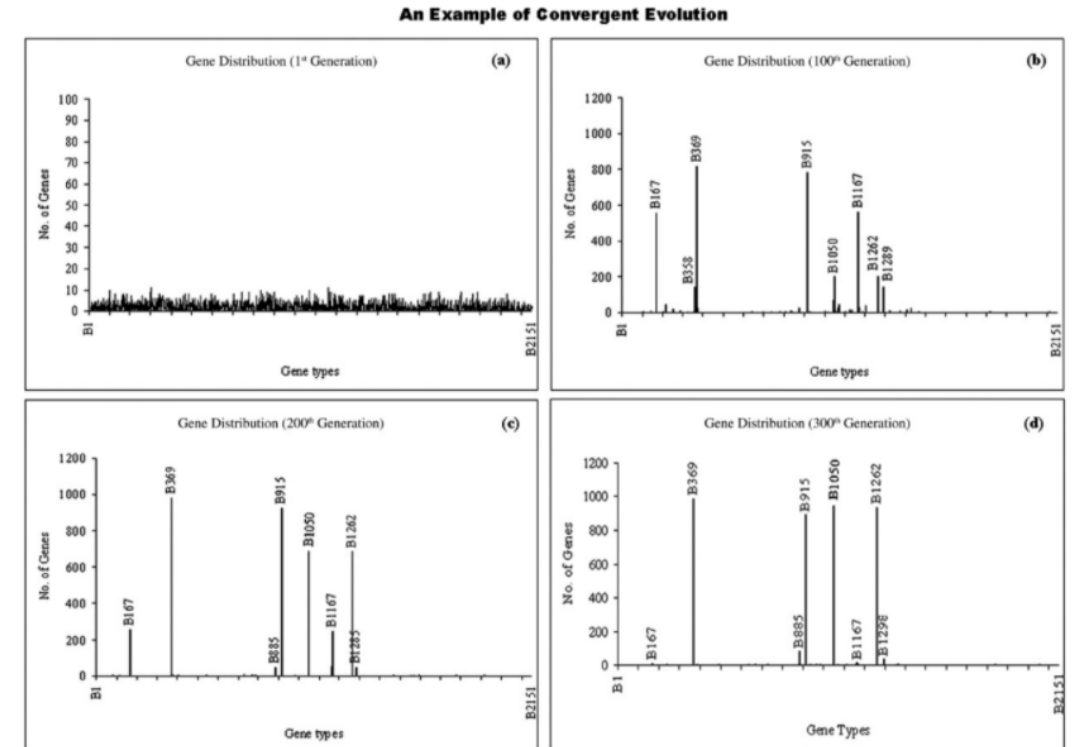 An Example of Convergent Evolution
Gene Distribution (1st Generation)
(a)
100
90
80
70
60
50
40
30
20
10
0
No. of Genes
B1
B2151
Gene types
Gene Distribution (100th Generation)
(b)
1200
1000
800
600
400
200
0
No. of Genes
B167
B358
B369
B915
B1050
B1167
B1262
B1289
B1
B2151
Gene types
Gene Distribution (200th Generation)
(c)
1200
1000
800
600
400
200
0
No. of Genes
B167
B369
B885
B915
B1050
B1167
B1262
B1285
B1
B2151
Gene types
Gene Distribution (300th Generation)
(d)
1200
1000
800
600
400
200
0
No. of Genes
B167
B369
B885
B915
B1050
B1167
B1262
B1298
B1
B2151
Gene Types